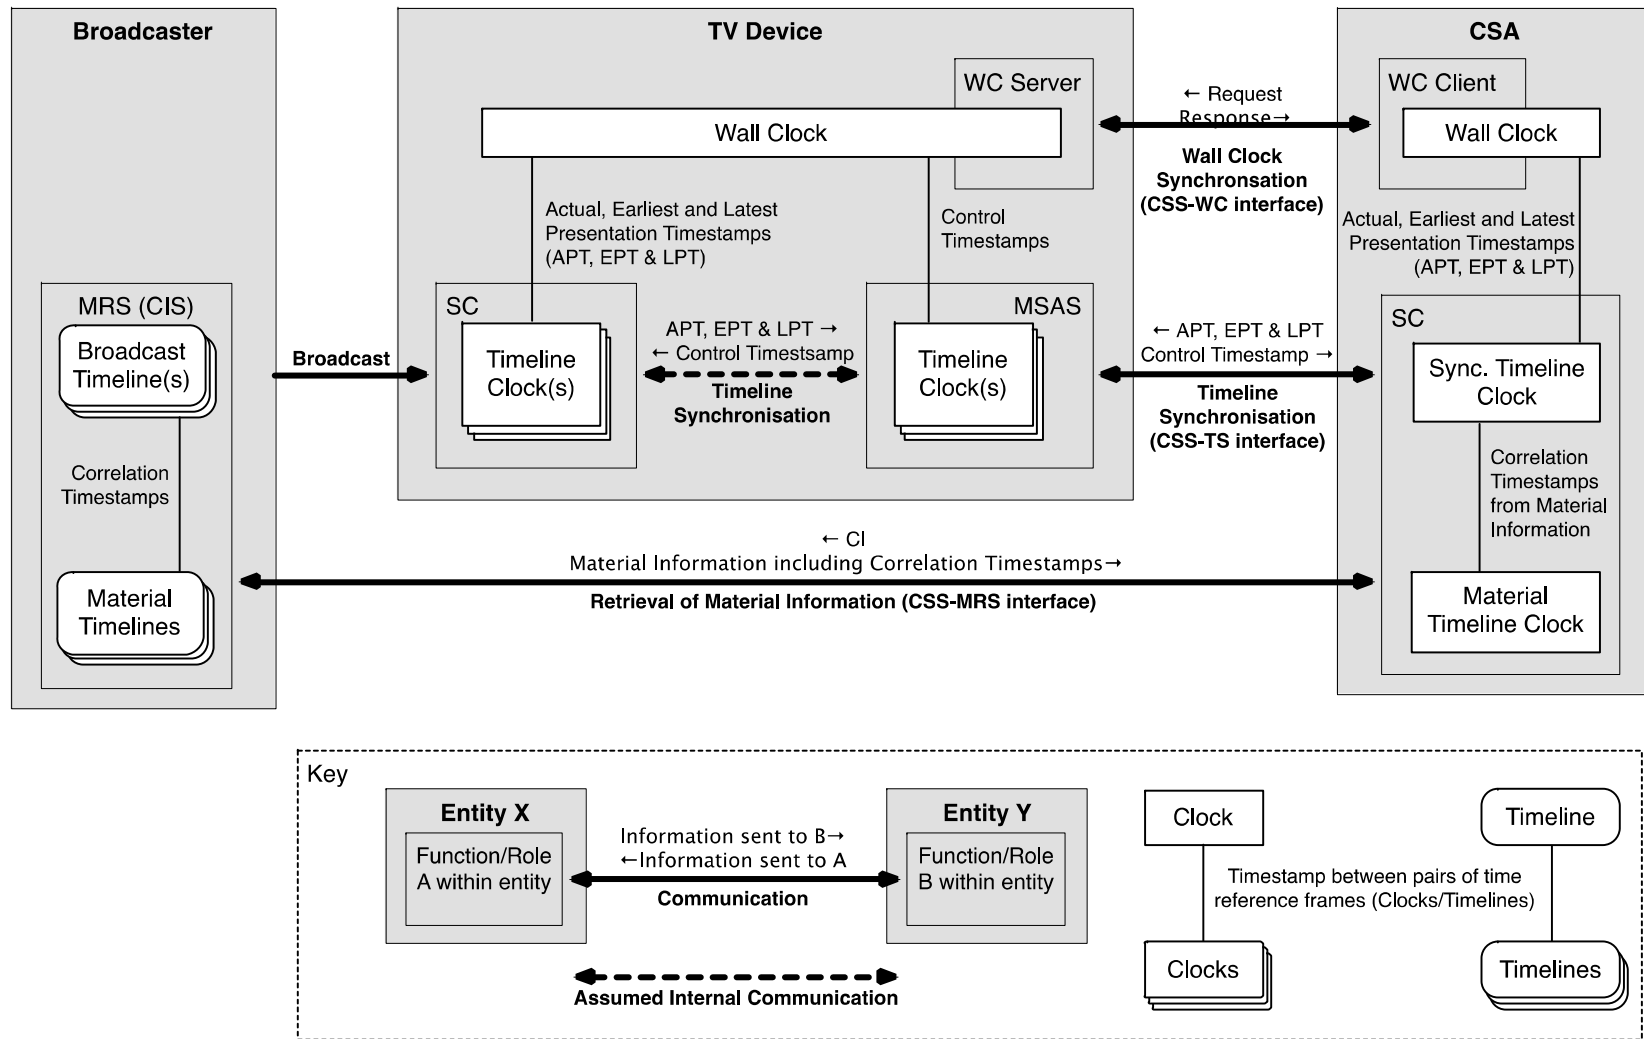 Broadcaster
TV Device
CSA
WC Server
WC Client
Wall Clock
← Request
Response→
Wall Clock
Wall Clock
Synchronsation
(CSS-WC interface)
Actual, Earliest and Latest
Presentation Timestamps
(APT, EPT & LPT)
Control
Timestamps
Actual, Earliest and Latest
Presentation Timestamps
(APT, EPT & LPT)
MRS (CIS)
Broadcast
Timeline(s)
Broadcast
SC
Timeline
Clock(s)
APT, EPT & LPT →
← Control Timestsamp
Timeline
Synchronisation
MSAS
Timeline
Clock(s)
← APT, EPT & LPT
Control Timestamp →
Timeline
Synchronisation
(CSS-TS interface)
SC
Sync. Timeline
Clock
Correlation
Timestamps
Correlation
Timestamps
from Material
Information
← CI
Material Information including Correlation Timestamps→
Retrieval of Material Information (CSS-MRS interface)
Material
Timelines
Material
Timeline Clock
Key
Entity X
Function/Role
A within entity
Information sent to B→
←Information sent to A
Communication
Entity Y
Function/Role
B within entity
Assumed Internal Communication
Clock
Timeline
Timestamp between pairs of time
reference frames (Clocks/Timelines)
Clocks
Timelines